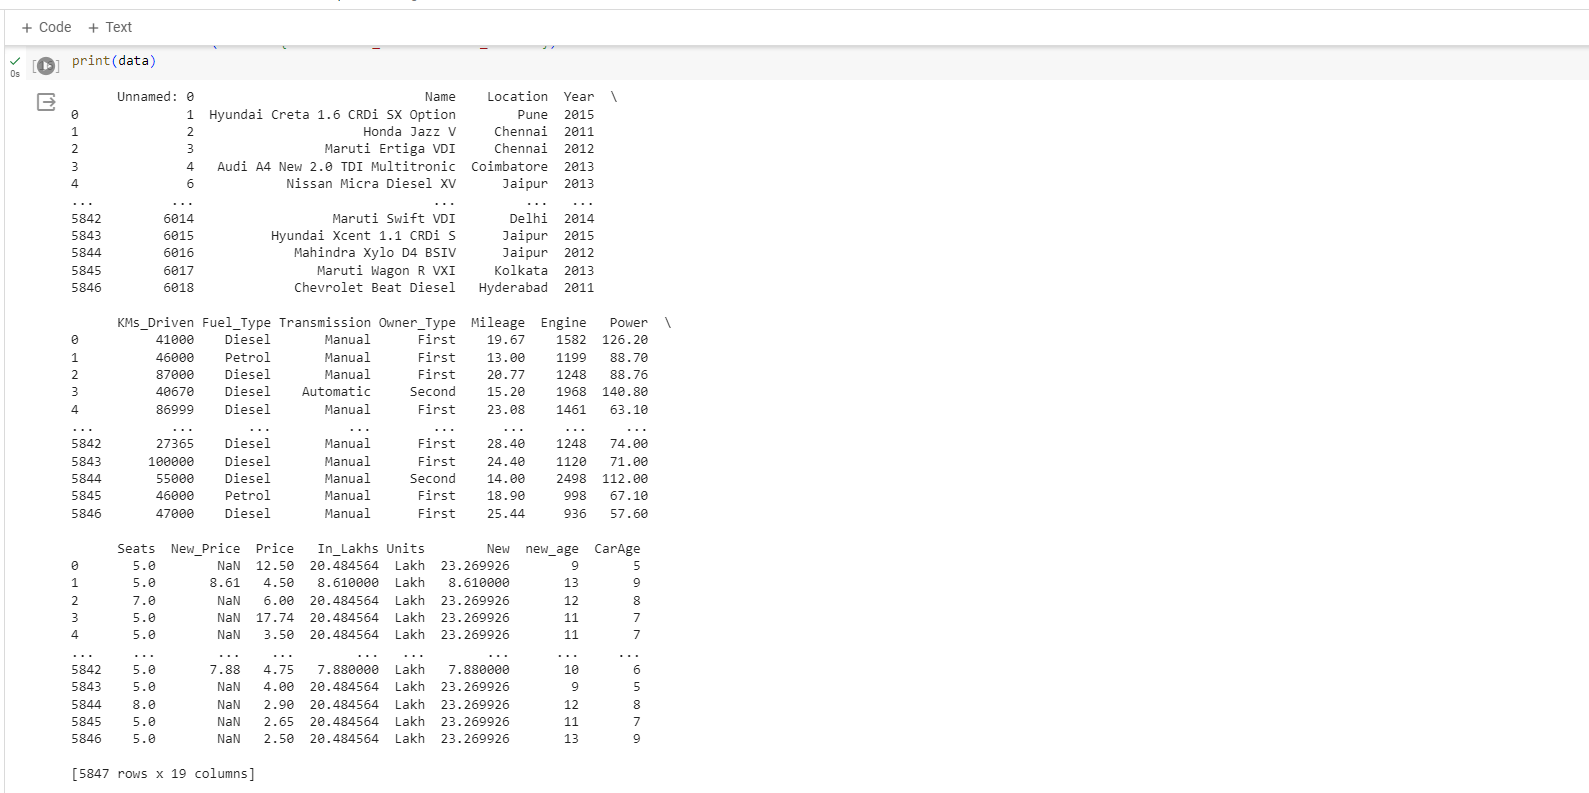 + Code + Text
0s
print(data)
Unnamed: 0 Name Location Year \
0 1 Hyundai Creta 1.6 CRDi SX Option Pune 2015
1 2 Honda Jazz V Chennai 2011
2 3 Maruti Ertiga VDI Chennai 2012
3 4 Audi A4 New 2.0 TDI Multitronic Coimbatore 2013
4 6 Nissan Micra Diesel XV Jaipur 2013
... ... ... ... ...
5842 6014 Maruti Swift VDI Delhi 2014
5843 6015 Hyundai Xcent 1.1 CRDi S Jaipur 2015
5844 6016 Mahindra Xylo D4 BSIV Jaipur 2012
5845 6017 Maruti Wagon R VXI Kolkata 2013
5846 6018 Chevrolet Beat Diesel Hyderabad 2011
KMs_Driven Fuel_Type Transmission Owner_Type Mileage Engine Power \
0 41000 Diesel Manual First 19.67 1582 126.20
1 46000 Petrol Manual First 13.00 1199 88.70
2 87000 Diesel Manual First 20.77 1248 88.76
3 40670 Diesel Automatic Second 15.20 1968 140.80
4 86999 Diesel Manual First 23.08 1461 63.10
... ... ... ... ... ... ... ...
5842 27365 Diesel Manual First 28.40 1248 74.00
5843 100000 Diesel Manual First 24.40 1120 71.00
5844 55000 Diesel Manual Second 14.00 2498 112.00
5845 46000 Petrol Manual First 18.90 998 67.10
5846 47000 Diesel Manual First 25.44 936 57.60
Seats New_Price Price In_Lakhs Units New new_age CarAge
0 5.0 NaN 12.50 20.484564 Lakh 23.269926 9 5
1 5.0 8.61 4.50 8.610000 Lakh 8.610000 13 9
2 7.0 NaN 6.00 20.484564 Lakh 23.269926 12 8
3 5.0 NaN 17.74 20.484564 Lakh 23.269926 11 7
4 5.0 NaN 3.50 20.484564 Lakh 23.269926 11 7
... ... ... ... ... ... ... ... ...
5842 5.0 7.88 4.75 7.880000 Lakh 7.880000 10 6
5843 5.0 NaN 4.00 20.484564 Lakh 23.269926 9 5
5844 8.0 NaN 2.90 20.484564 Lakh 23.269926 12 8
5845 5.0 NaN 2.65 20.484564 Lakh 23.269926 11 7
5846 5.0 NaN 2.50 20.484564 Lakh 23.269926 13 9
[5847 rows x 19 columns]